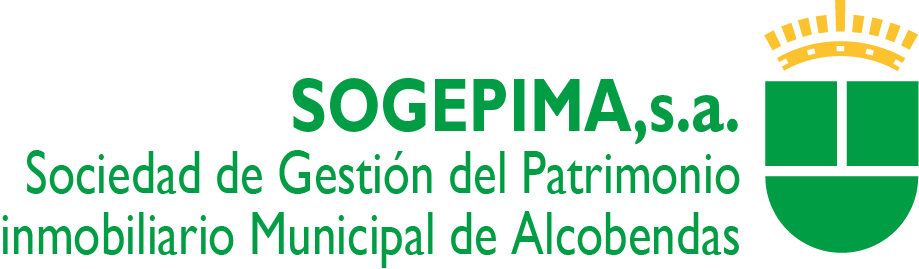 SOGEPIMA,s.a.
Sociedad de Gestión del Patrimonio
inmobiliario Municipal de Alcobendas